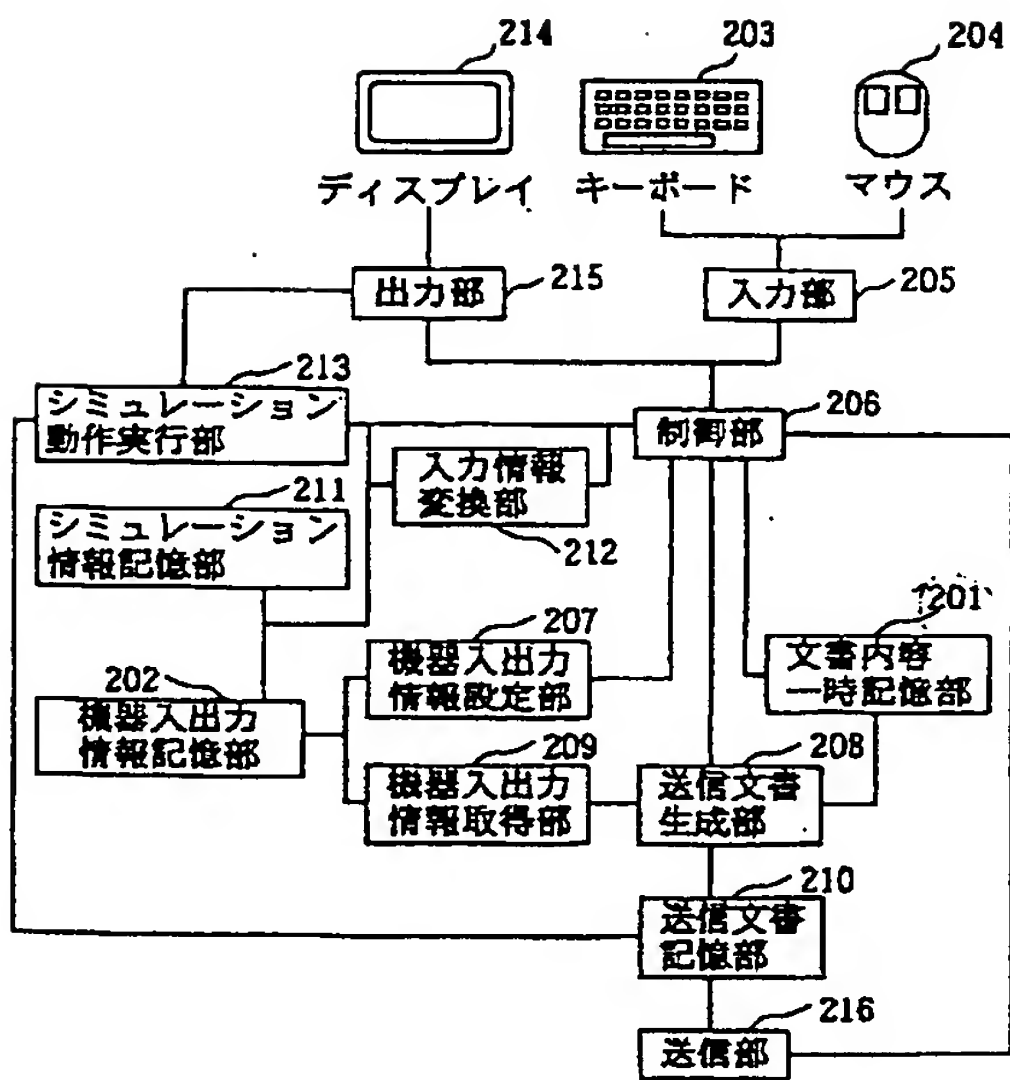 214
203
204
ディスプレイ
キーボード
マウス
出力部
215
入力部
205
213
シミュレーション
動作実行部
制御部
206
入力情報
変換部
212
211
シミュレーション
情報記憶部
207
機器入出力
情報設定部
201
文書内容
一時記憶部
202
機器入出力
情報記憶部
209
機器入出力
情報取得部
208
送信文書
生成部
210
送信文書
記憶部
216
送信部